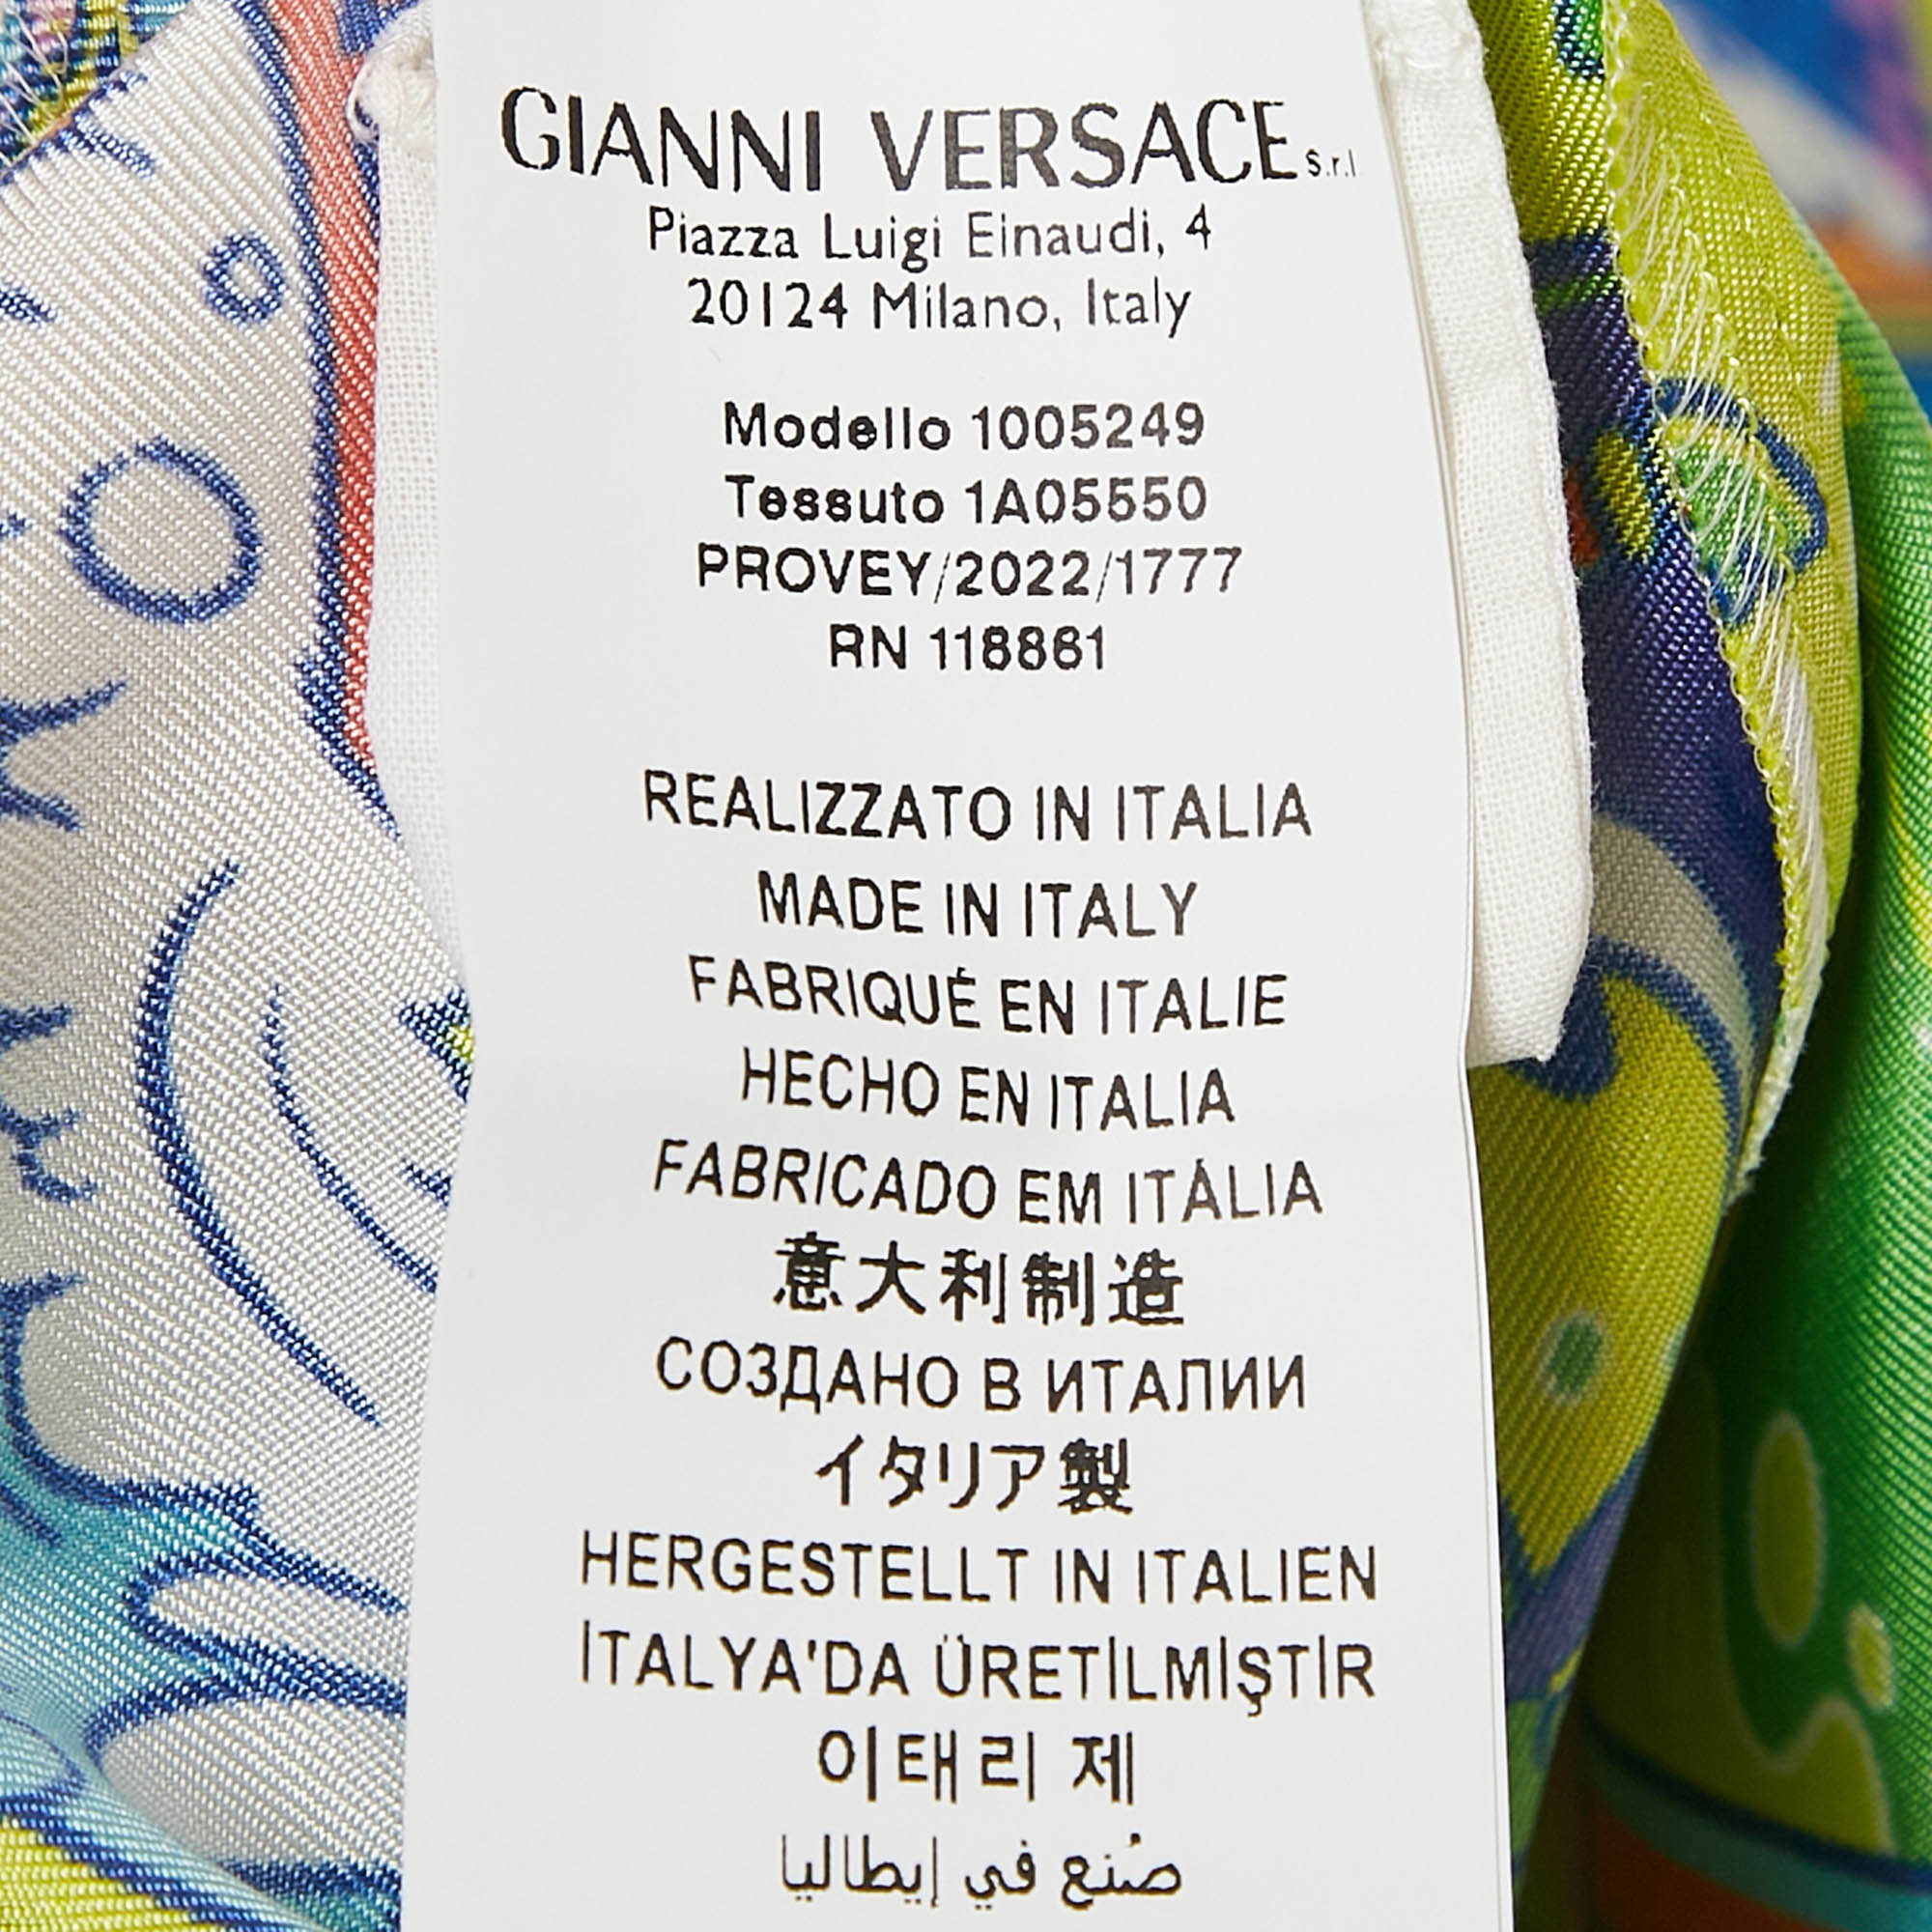 GIANNI VERSACE s.r.l
Piazza Luigi Einaudi, 4
20124 Milano, Italy
Modello 1005249
Tessuto 1A05550
PROVEY/2022/1777
RN 118861
REALIZZATO IN ITALIA
MADE IN ITALY
FABRIQUÉ EN ITALIE
HECHO EN ITALIA
FABRICADO EM ITÁLIA
意大利制造
СОЗДАНО В ИТАЛИИ
イタリア製
HERGESTELLT IN ITALIEN
İTALYA'DA ÜRETİLMİŞTİR
이태리 제
صُنع في إيطاليا